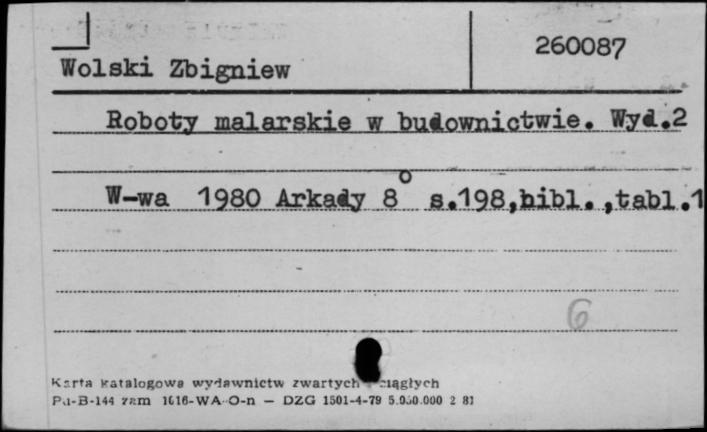 260087
Wolski Zbigniew
Roboty malarskie w budownictwie. Wyd.2
W-wa 1980 Arkady 8° s.198,bibl.,tabl.1
6
Karta katalogowa wydawnictw zwartych ciągłych
Pu-B-144 zam 1616-WA-O-n — DZG 1501-4-79 5.000.000 2 81